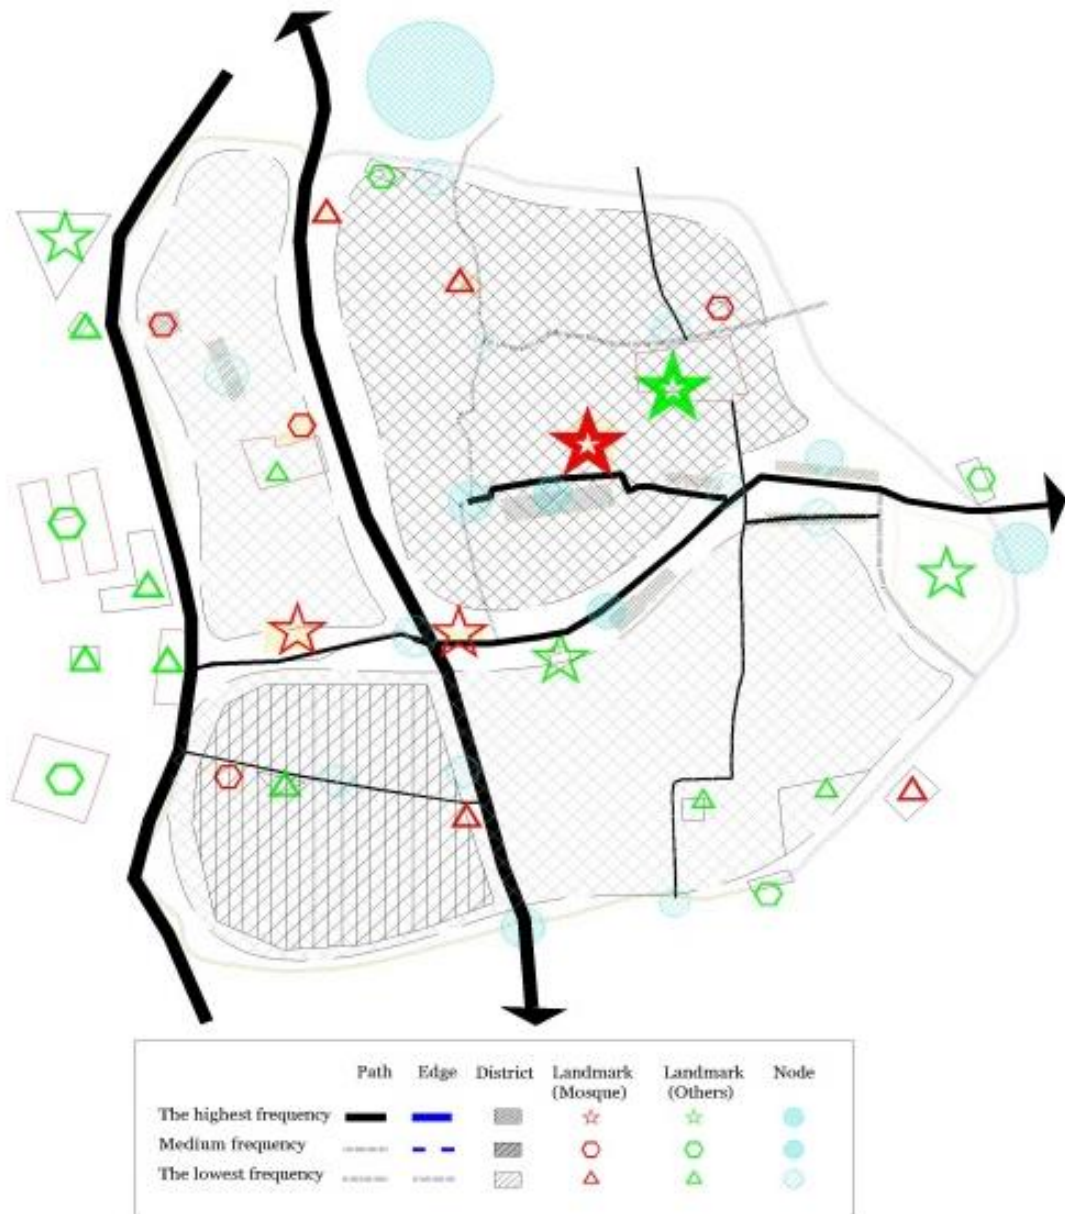 Path Edge District Landmark Landmark Node
(Mosque) (Others)
The highest frequency
Medium frequency
The lowest frequency